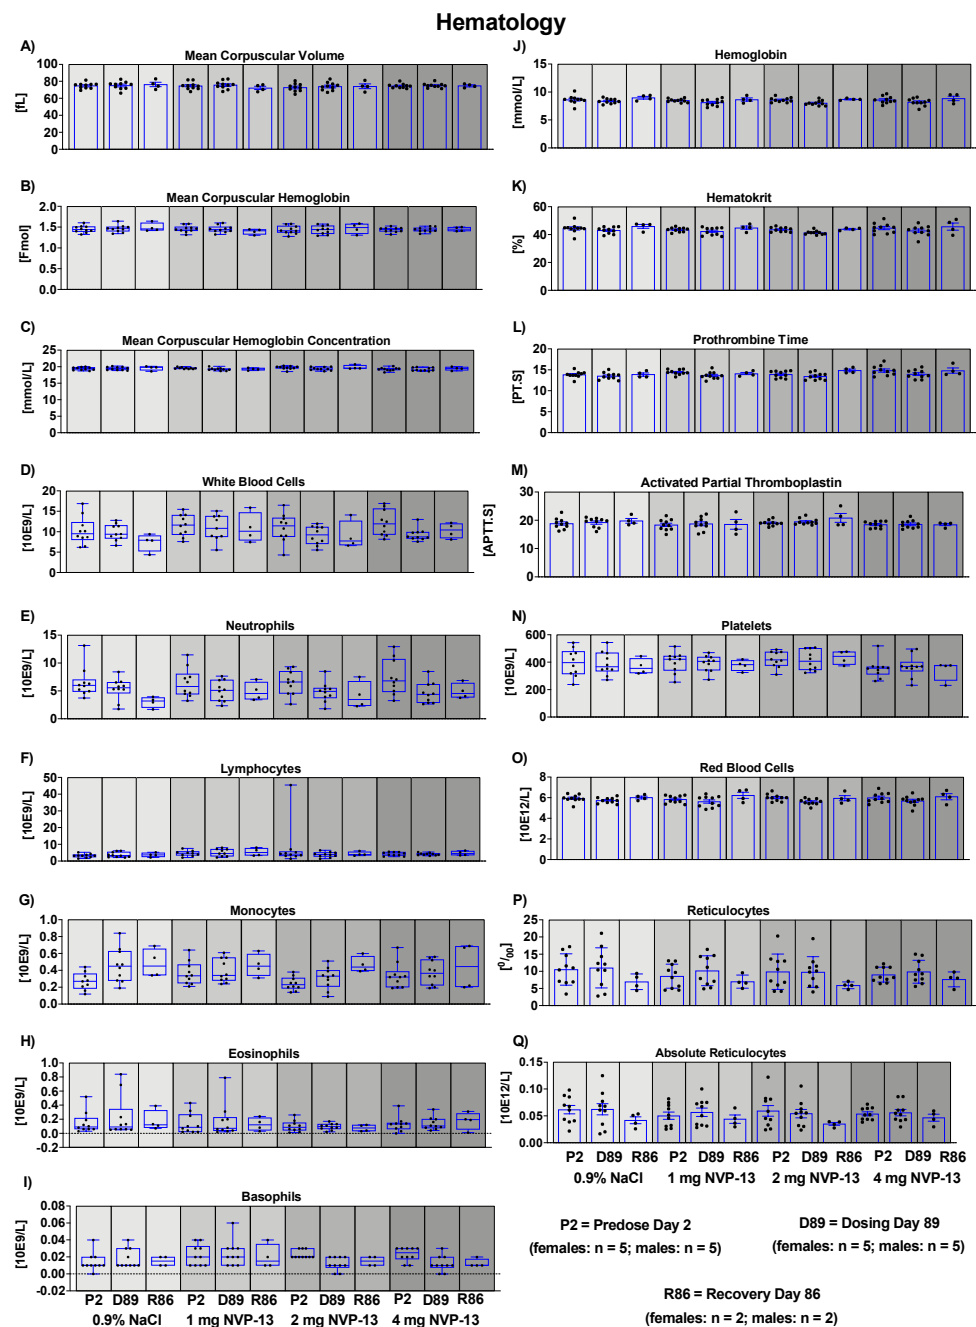 Hematology
A)
Mean Corpuscular Volume
[fL]
100
80
60
40
20
0
B)
Mean Corpuscular Hemoglobin
[Fmol]
2.0
1.5
1.0
0.5
0.0
C)
Mean Corpuscular Hemoglobin Concentration
[mmol/L]
25
20
15
10
5
0
D)
White Blood Cells
[10E9/L]
20
15
10
5
0
E)
Neutrophils
[10E9/L]
15
10
5
0
F)
Lymphocytes
[10E9/L]
50
40
30
20
10
0
G)
Monocytes
[10E9/L]
1.0
0.8
0.6
0.4
0.2
0.0
H)
Eosinophils
[10E9/L]
1.0
0.8
0.6
0.4
0.2
0.0
-0.2
I)
Basophils
[10E9/L]
0.08
0.06
0.04
0.02
0.00
-0.02
P2 D89 R86 P2 D89 R86 P2 D89 R86 P2 D89 R86
0.9% NaCl 1 mg NVP-13 2 mg NVP-13 4 mg NVP-13
J)
Hemoglobin
[mmol/L]
15
10
5
0
K)
Hematokrit
[%]
60
40
20
0
L)
Prothrombine Time
[PT.S]
20
15
10
5
0
M)
Activated Partial Thromboplastin
[APTT.S]
30
20
10
0
N)
Platelets
[10E9/L]
600
400
200
0
O)
Red Blood Cells
[10E12/L]
8
6
4
2
0
P)
Reticulocytes
[0/00]
25
20
15
10
5
0
Q)
Absolute Reticulocytes
[10E12/L]
0.15
0.10
0.05
0.00
P2 D89 R86 P2 D89 R86 P2 D89 R86 P2 D89 R86
0.9% NaCl 1 mg NVP-13 2 mg NVP-13 4 mg NVP-13
P2 = Predose Day 2
(females: n = 5; males: n = 5)
D89 = Dosing Day 89
(females: n = 5; males: n = 5)
R86 = Recovery Day 86
(females: n = 2; males: n = 2)